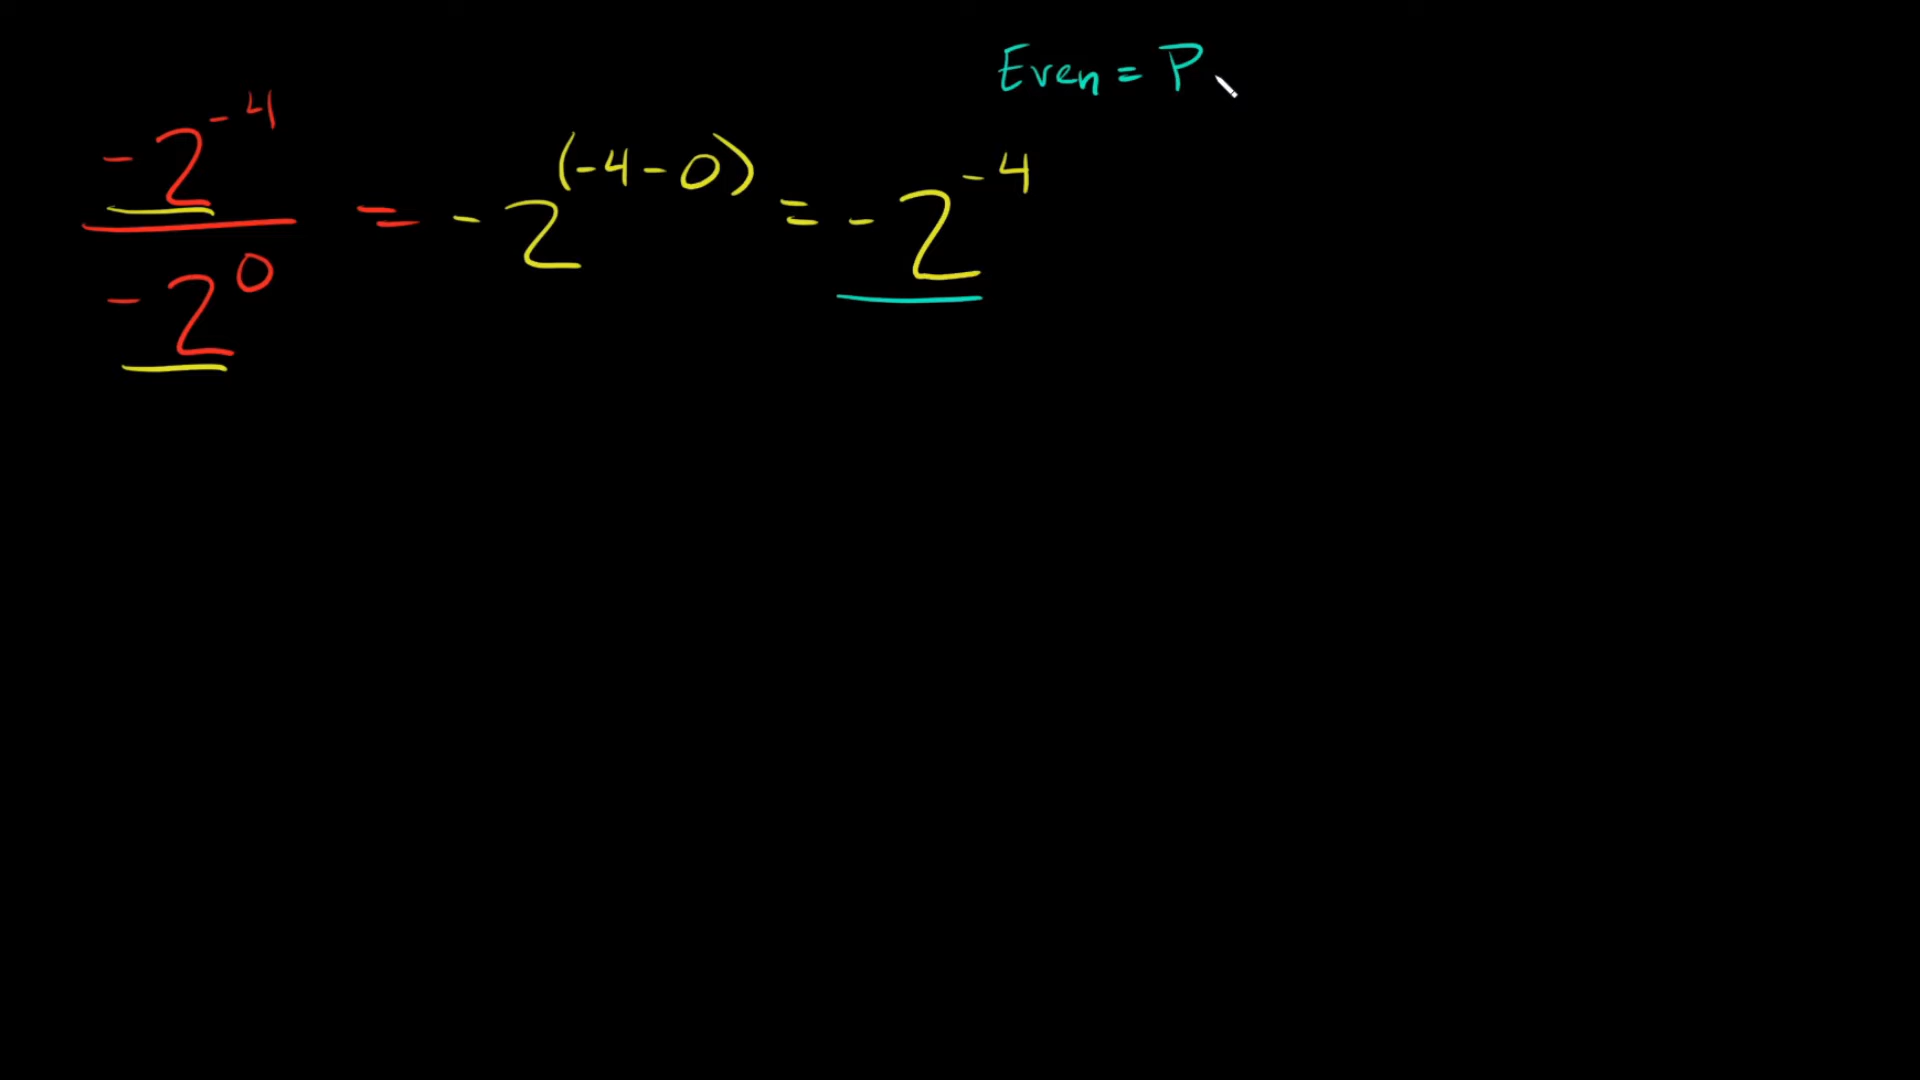 Even = P
-2^-4 / -2^0 = -2^(-4-0) = -2^-4